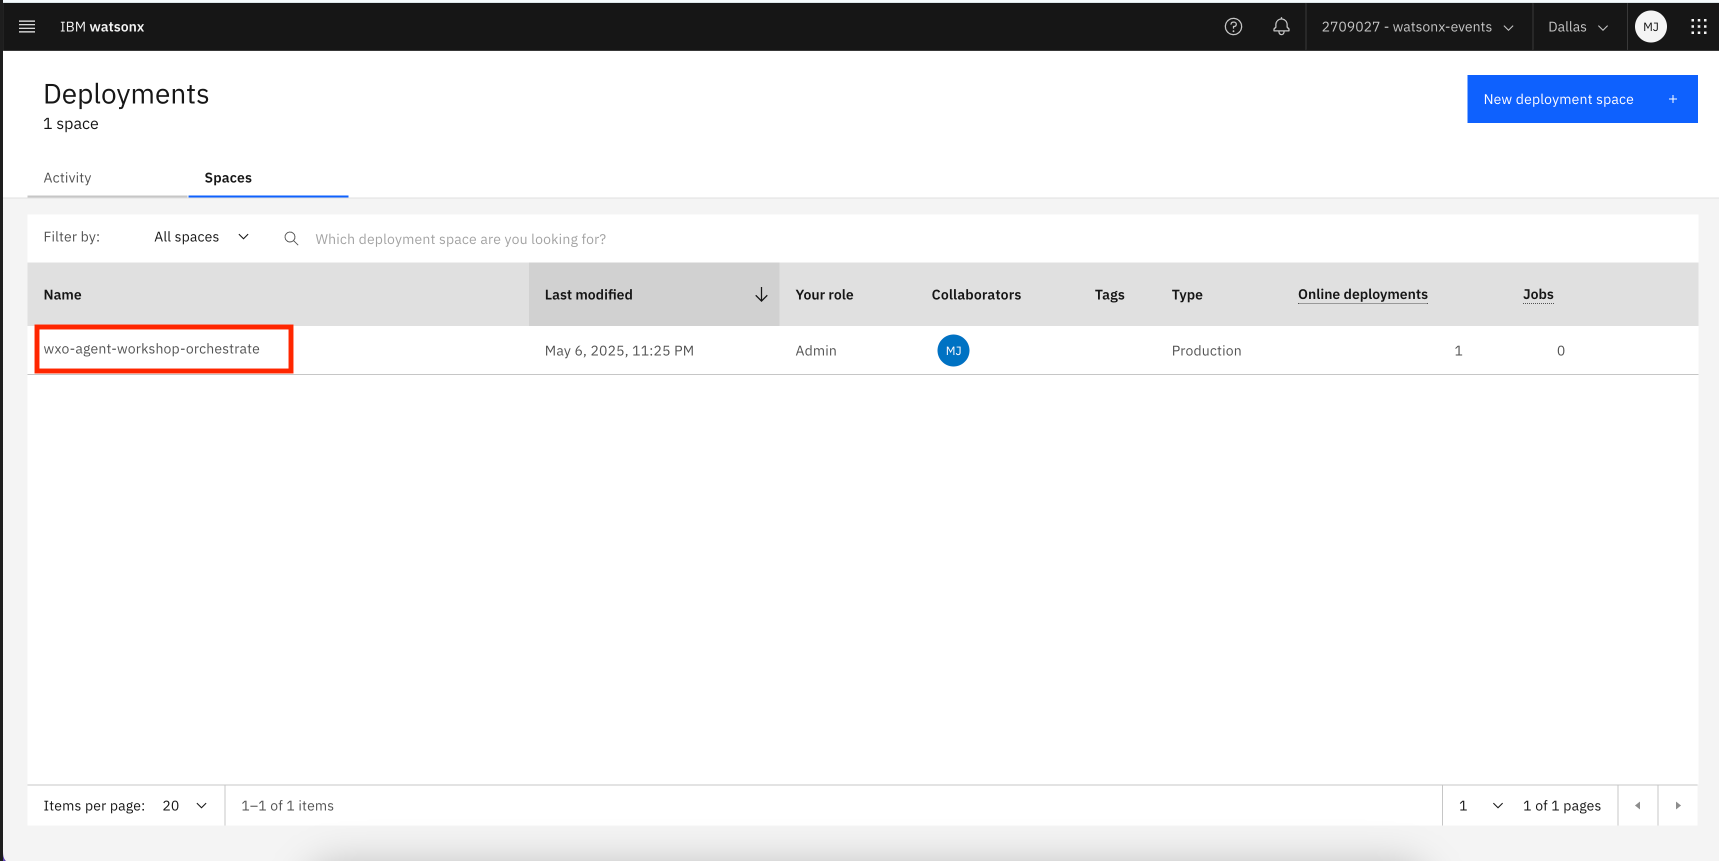 IBM watsonx
2709027 - watsonx-events
Dallas
MJ
Deployments
1 space
New deployment space +
Activity
Spaces
Filter by: All spaces
Which deployment space are you looking for?
Name Last modified Your role Collaborators Tags Type Online deployments Jobs
wxo-agent-workshop-orchestrate May 6, 2025, 11:25 PM Admin MJ Production 1 0
Items per page: 20 1–1 of 1 items 1 1 of 1 pages